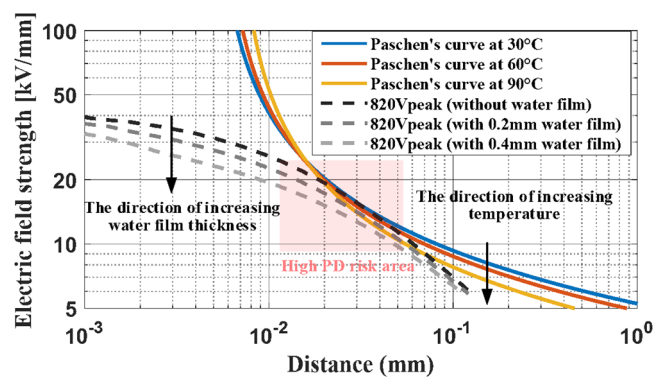 Electric field strength [kV/mm]
100
50
20
10
5
Paschen's curve at 30°C
Paschen's curve at 60°C
Paschen's curve at 90°C
820Vpeak (without water film)
820Vpeak (with 0.2mm water film)
820Vpeak (with 0.4mm water film)
The direction of increasing
water film thickness
The direction of increasing
temperature
High PD risk area
10-3
10-2
10-1
100
Distance (mm)